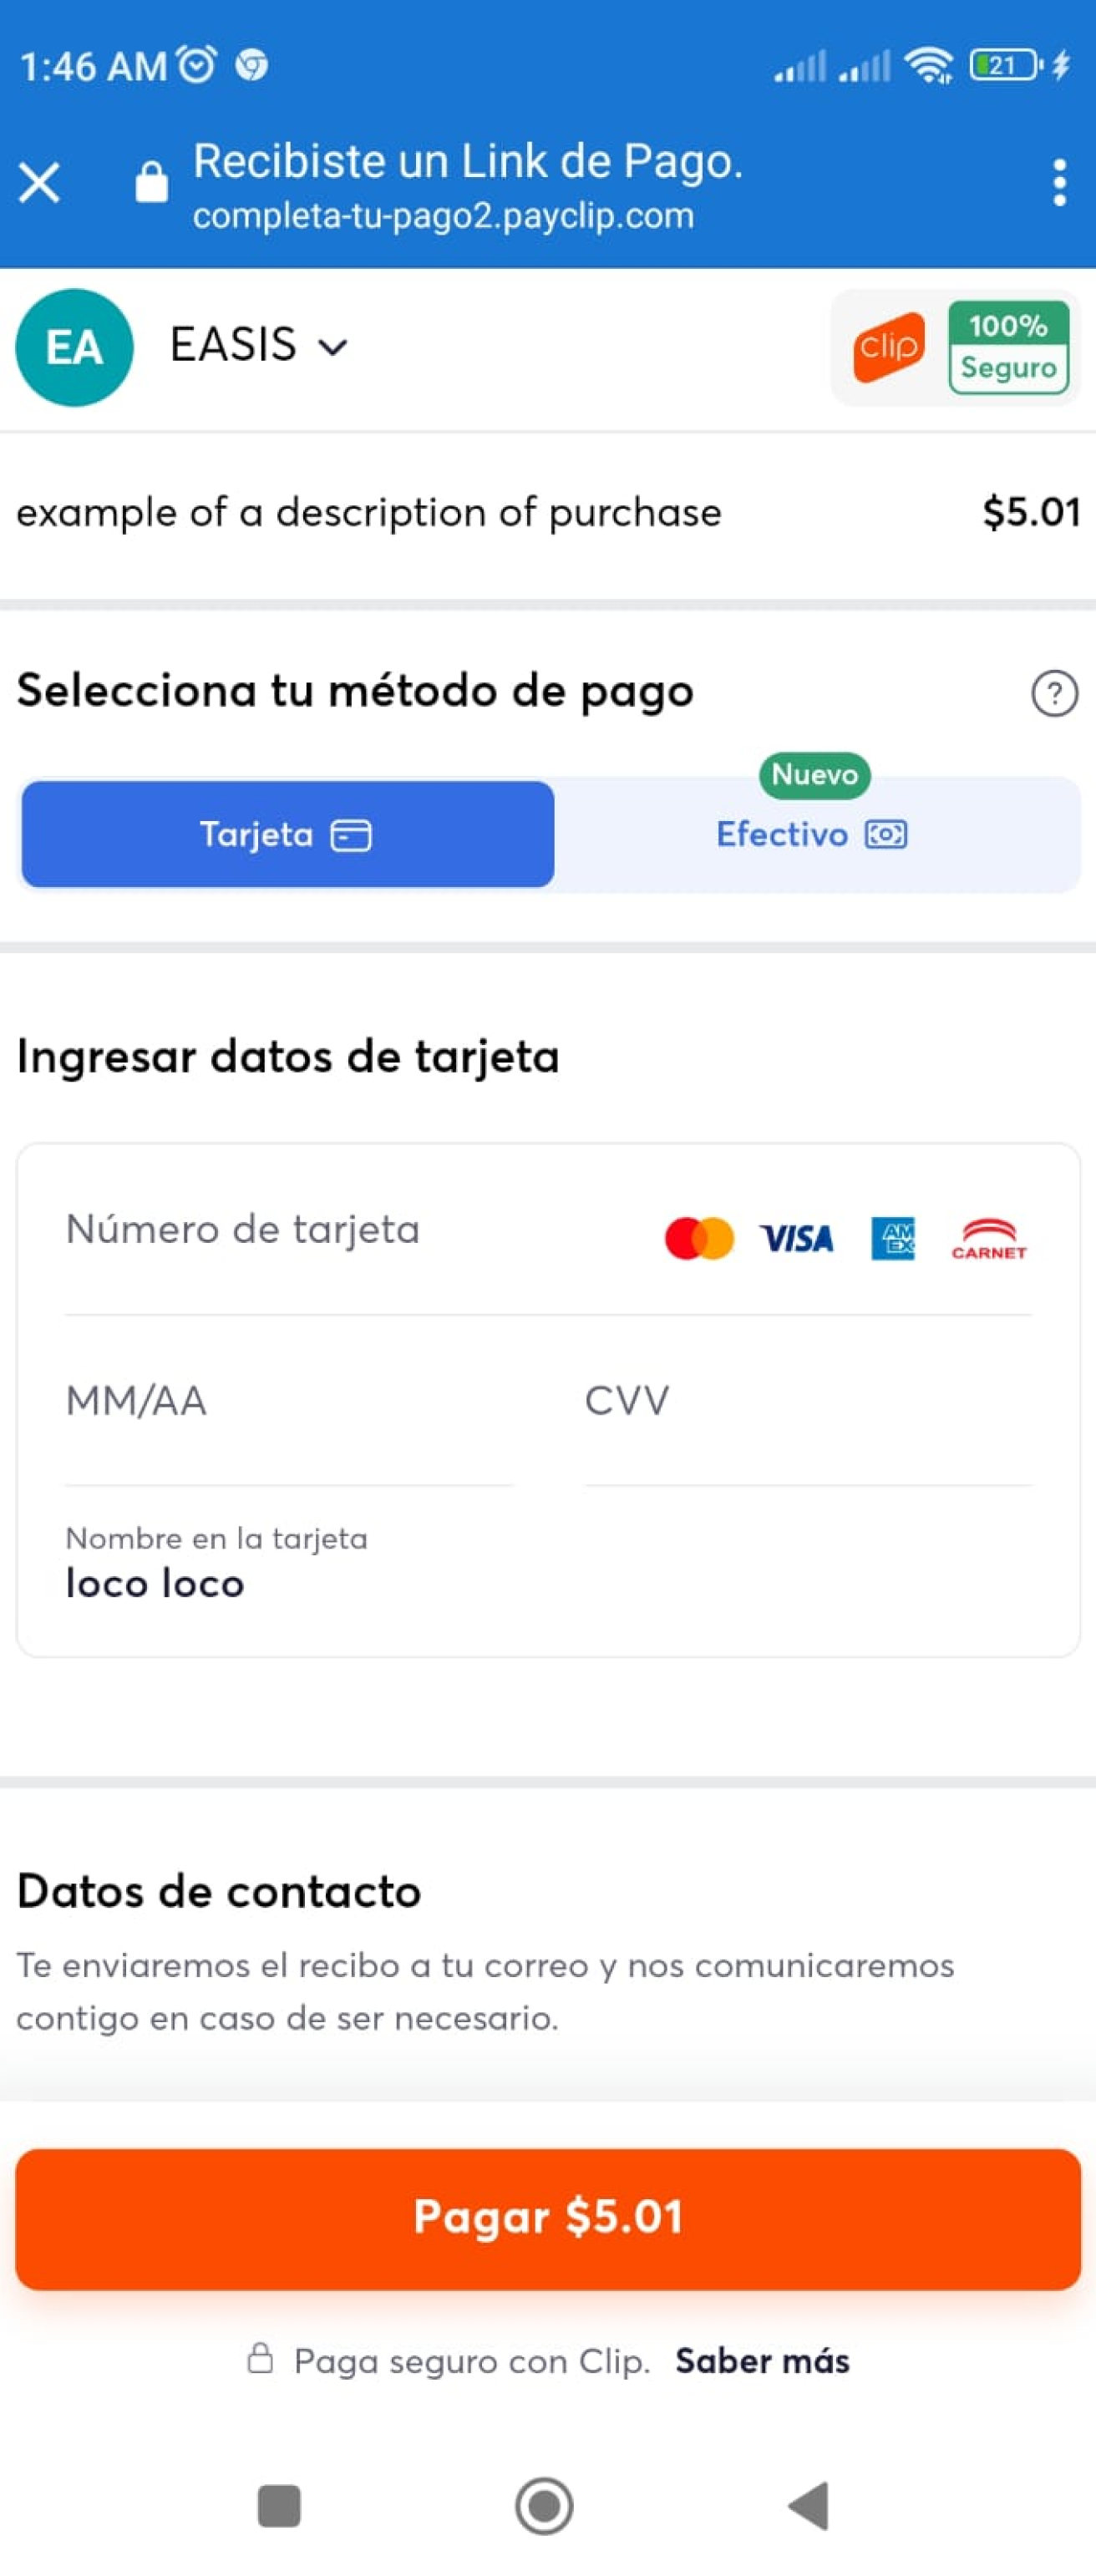 1:46 AM
21
Recibiste un Link de Pago.
completa-tu-pago2.payclip.com
EA
EASIS
clip
100%
Seguro
example of a description of purchase
$5.01
Selecciona tu método de pago
?
Nuevo
Tarjeta
Efectivo
Ingresar datos de tarjeta
Número de tarjeta
VISA
AM
EX
CARNET
MM/AA
CVV
Nombre en la tarjeta
loco loco
Datos de contacto
Te enviaremos el recibo a tu correo y nos comunicaremos
contigo en caso de ser necesario.
Pagar $5.01
Paga seguro con Clip. Saber más